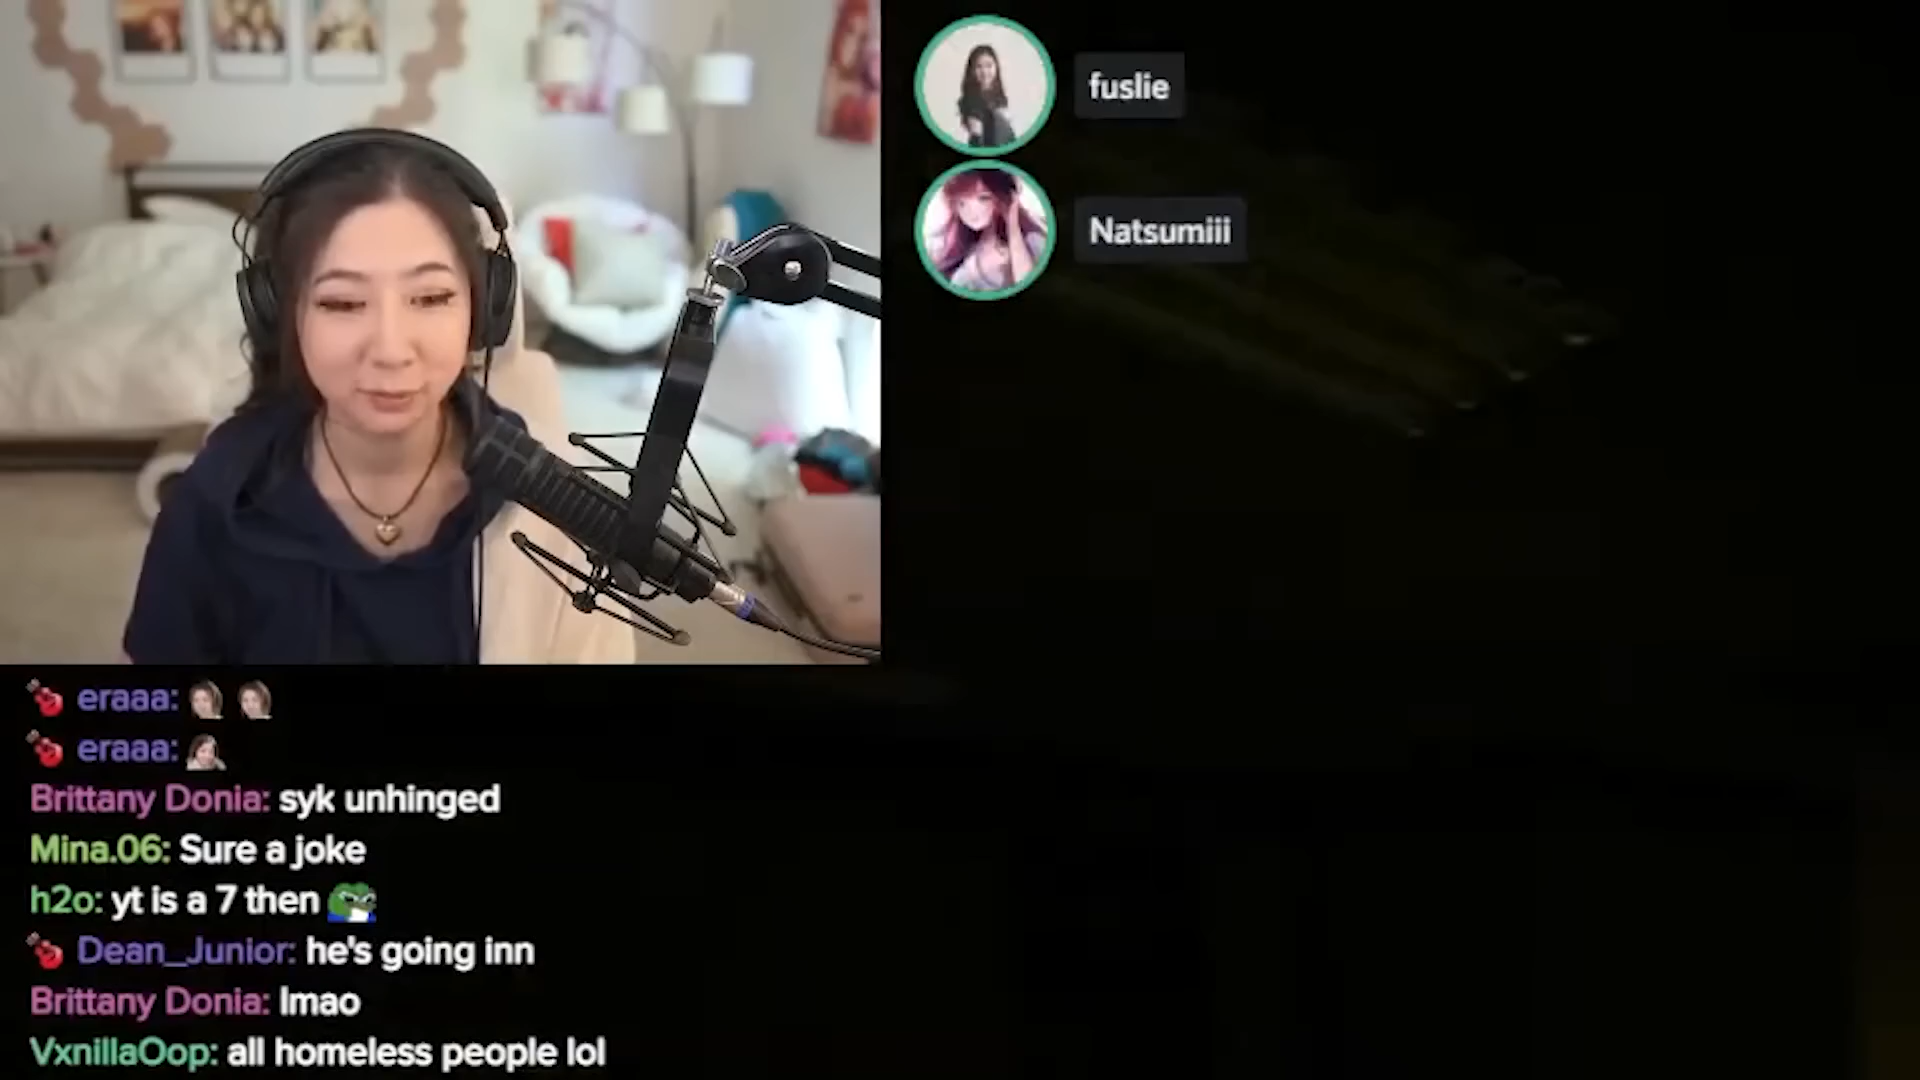 fuslie
Natsumiii
eraaa:
eraaa:
Brittany Donia: syk unhinged
Mina.06: Sure a joke
h2o: yt is a 7 then
Dean_Junior: he's going inn
Brittany Donia: lmao
VxnillaOop: all homeless people lol